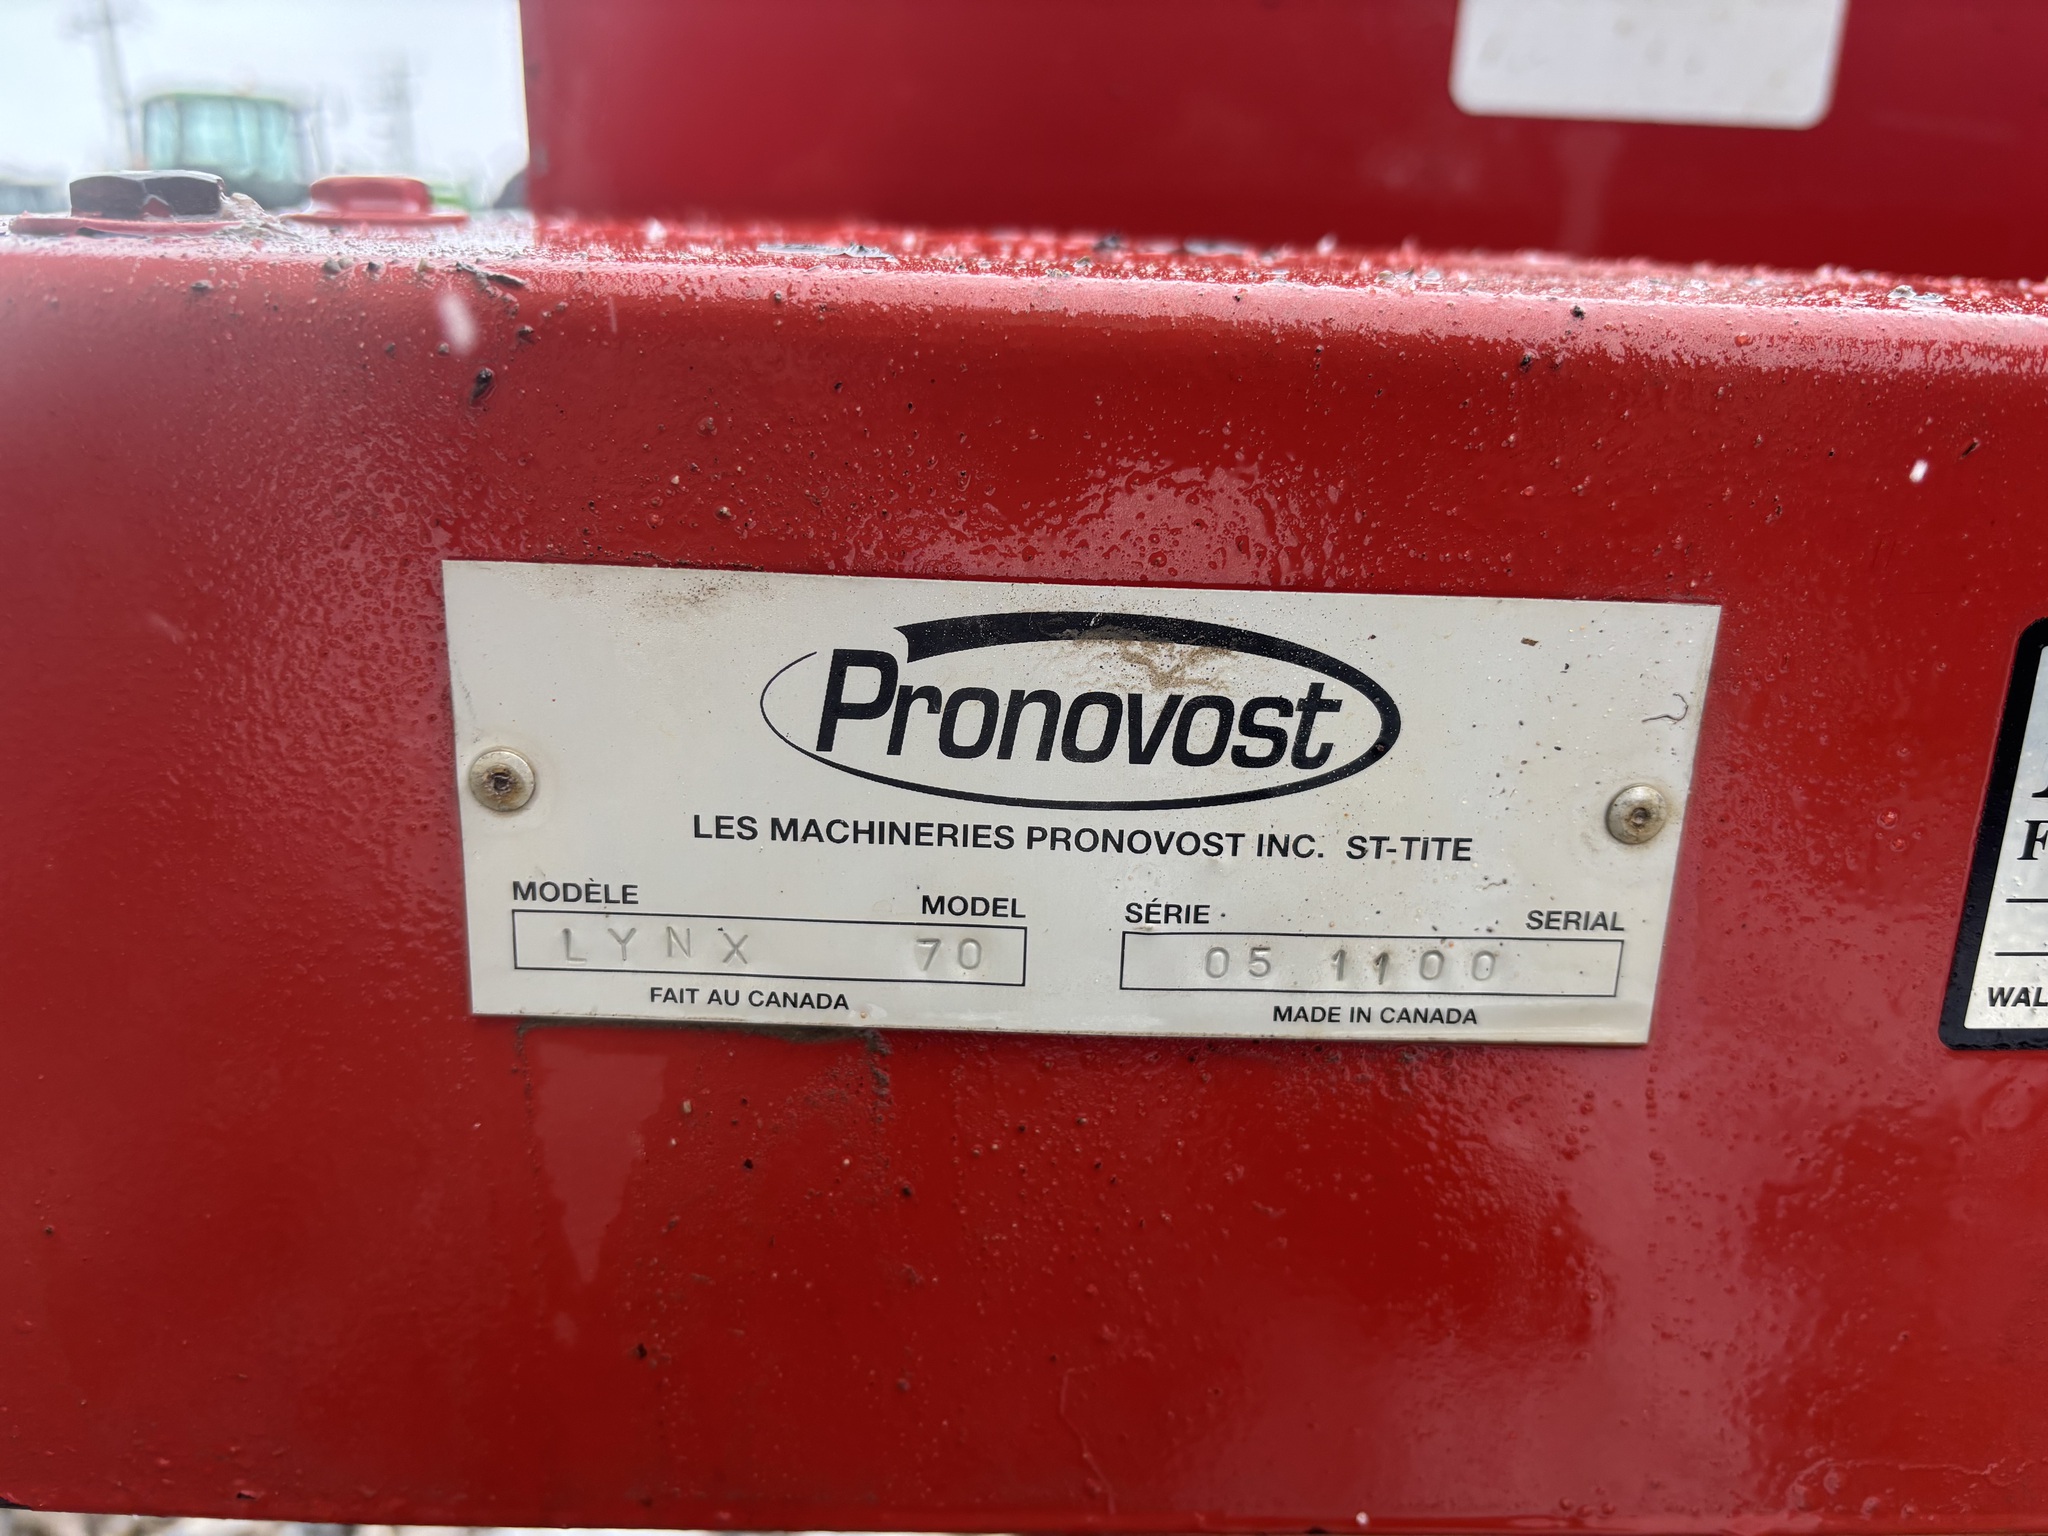 Pronovost
LES MACHINERIES PRONOVOST INC. ST-TITE
MODÈLE MODEL
LYNX 70
FAIT AU CANADA
SÉRIE SERIAL
05 1100
MADE IN CANADA